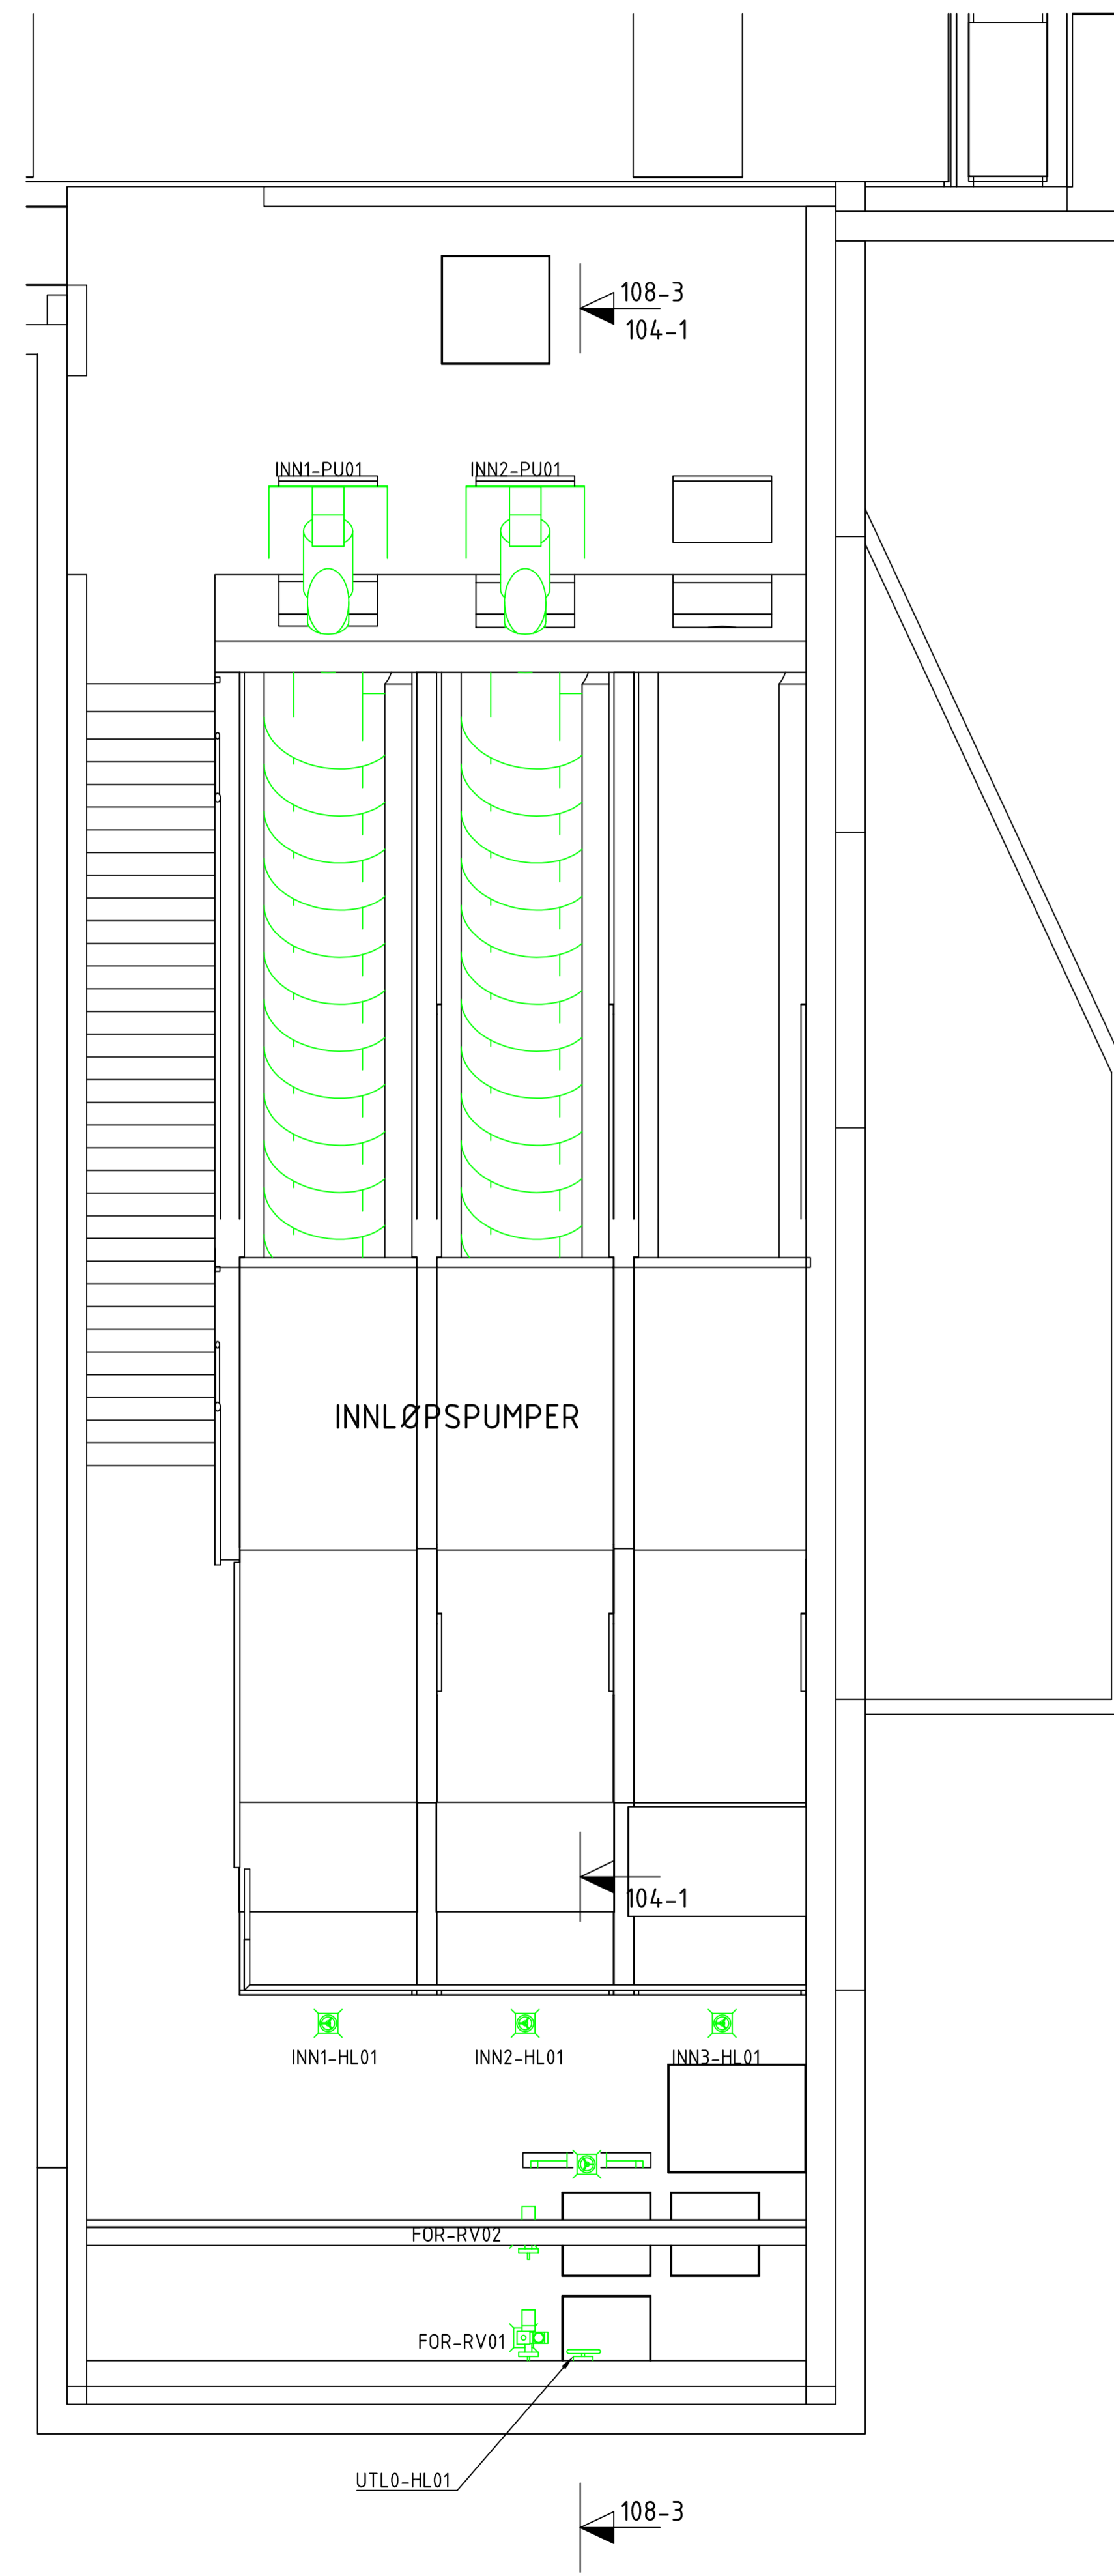 108-3
104-1
INN1-PU01
INN2-PU01
INNLØPSPUMPER
104-1
INN1-HL01
INN2-HL01
INN3-HL01
FOR-RV02
FOR-RV01
UTL0-HL01
108-3